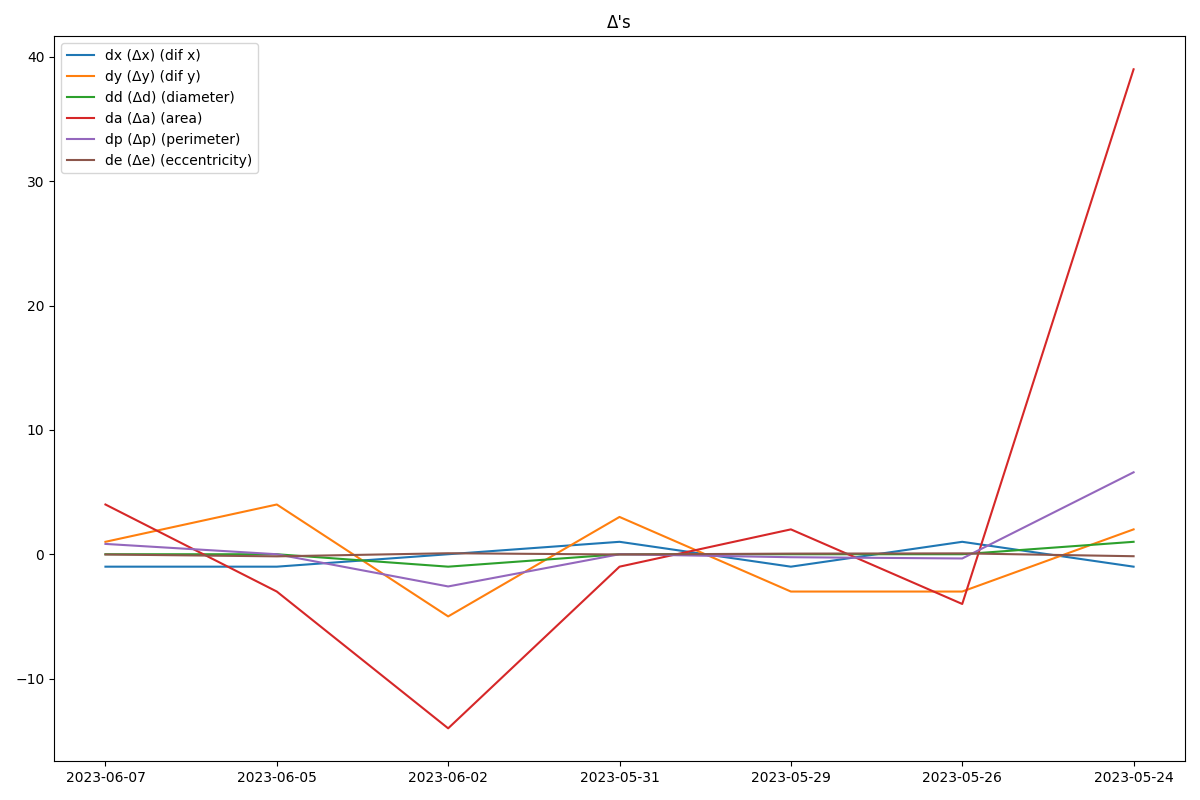 Δ's
dx (Δx) (dif x)
dy (Δy) (dif y)
dd (Δd) (diameter)
da (Δa) (area)
dp (Δp) (perimeter)
de (Δe) (eccentricity)
40
30
20
10
0
−10
2023-06-07 2023-06-05 2023-06-02 2023-05-31 2023-05-29 2023-05-26 2023-05-24